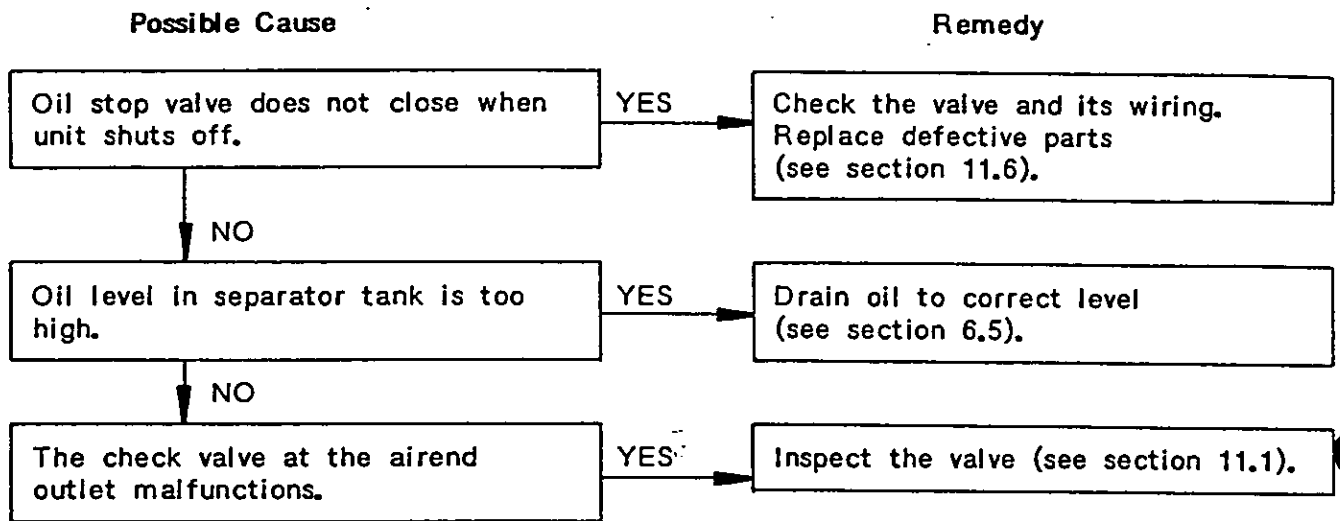 Possible Cause
Remedy
Oil stop valve does not close when
unit shuts off.
YES
Check the valve and its wiring.
Replace defective parts
(see section 11.6).
NO
Oil level in separator tank is too
high.
YES
Drain oil to correct level
(see section 6.5).
NO
The check valve at the airend
outlet malfunctions.
YES
Inspect the valve (see section 11.1).